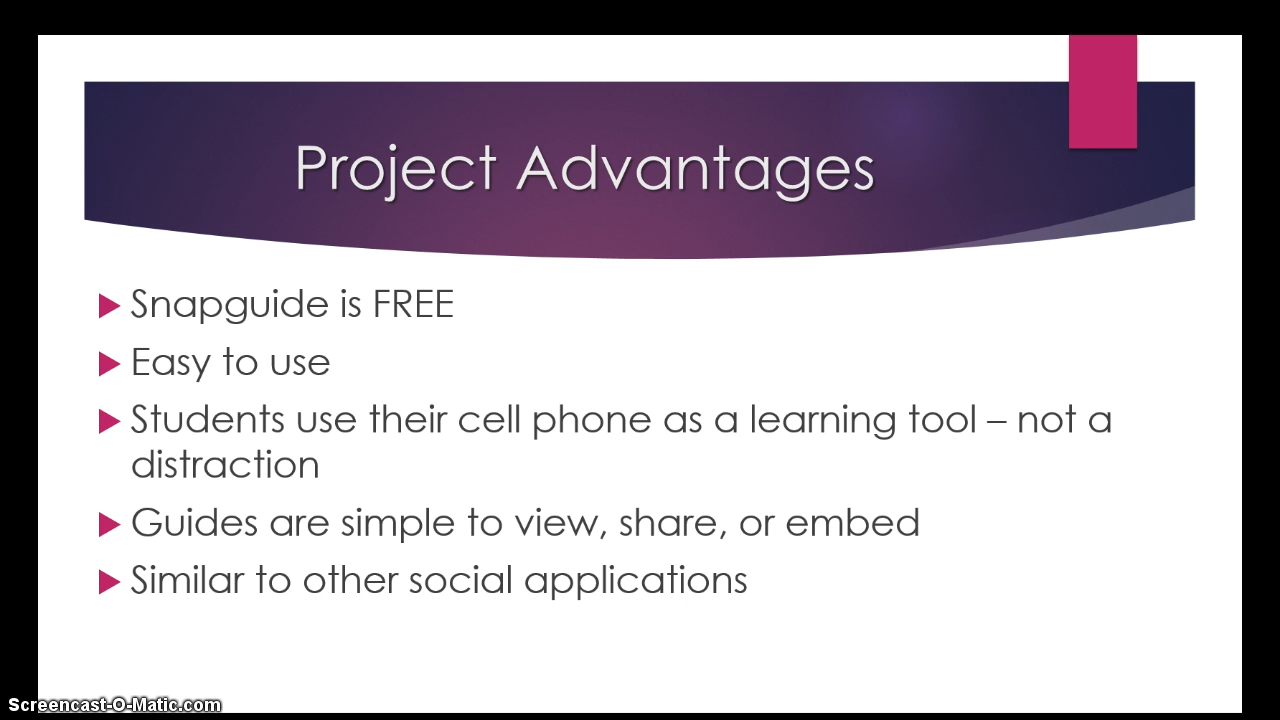 Project Advantages
Snapguide is FREE
Easy to use
Students use their cell phone as a learning tool – not a
distraction
Guides are simple to view, share, or embed
Similar to other social applications
Screencast-O-Matic.com